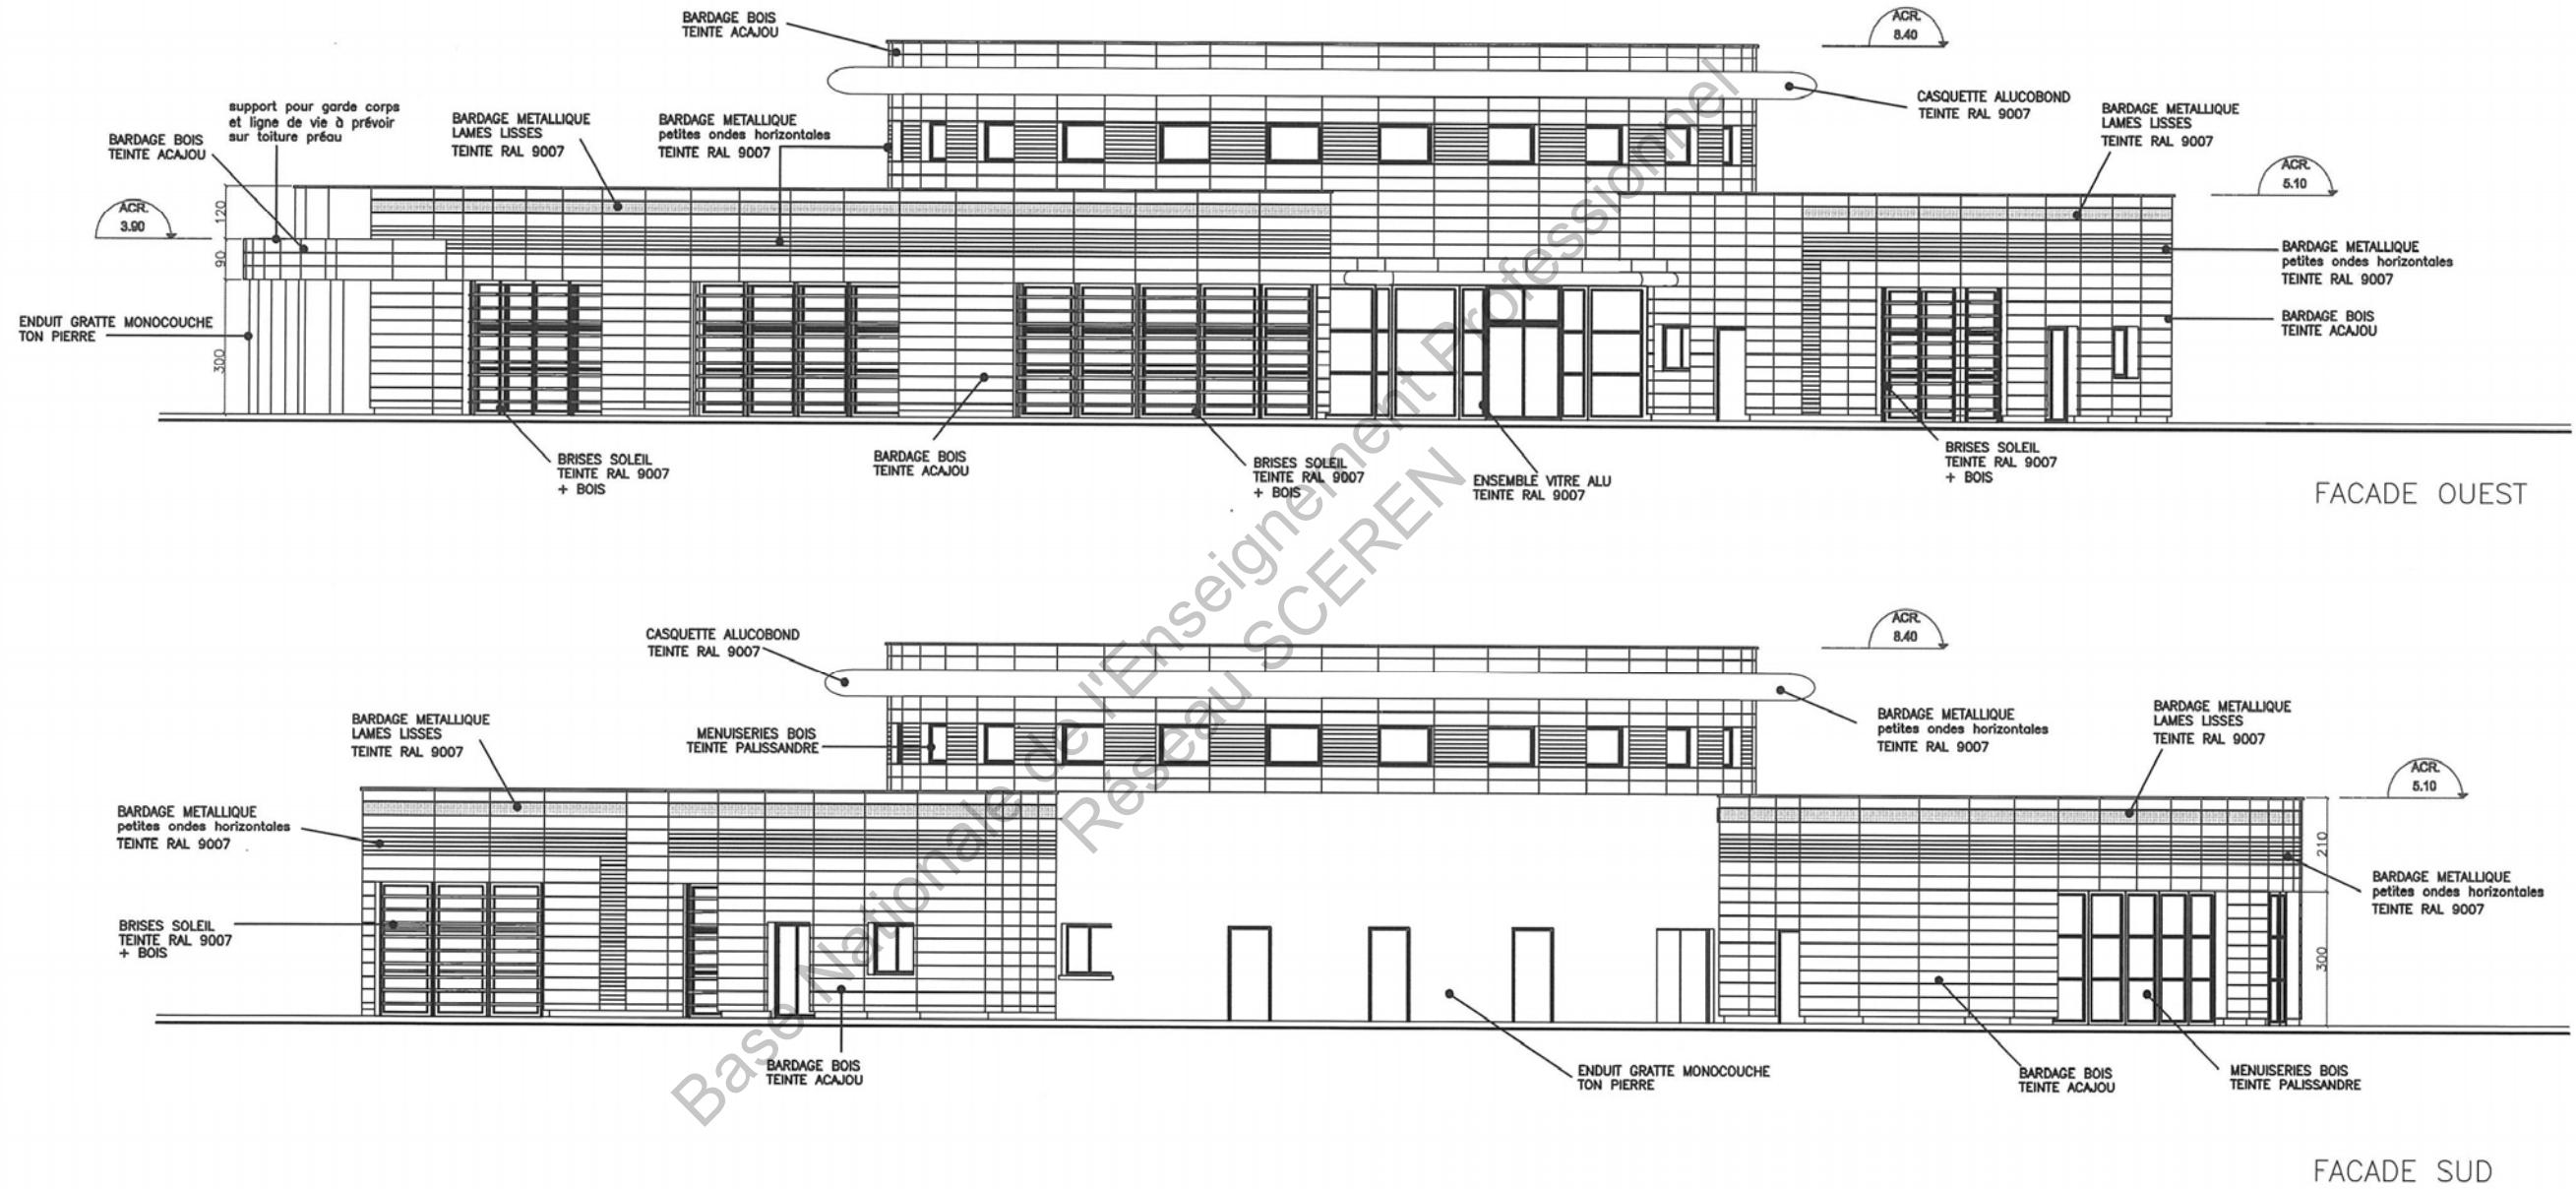 BARDAGE BOIS
TEINTE ACAJOU
ACR.
8.40
support pour garde corps
et ligne de vie à prévoir
sur toiture préau
BARDAGE BOIS
TEINTE ACAJOU
BARDAGE METALLIQUE
LAMES LISSES
TEINTE RAL 9007
BARDAGE METALLIQUE
petites ondes horizontales
TEINTE RAL 9007
CASQUETTE ALUCOBOND
TEINTE RAL 9007
BARDAGE METALLIQUE
LAMES LISSES
TEINTE RAL 9007
ACR.
5.10
ACR.
3.90
120
90
300
BARDAGE METALLIQUE
petites ondes horizontales
TEINTE RAL 9007
ENDUIT GRATTE MONOCOUCHE
TON PIERRE
BARDAGE BOIS
TEINTE ACAJOU
BRISES SOLEIL
TEINTE RAL 9007
+ BOIS
BARDAGE BOIS
TEINTE ACAJOU
BRISES SOLEIL
TEINTE RAL 9007
+ BOIS
ENSEMBLE VITRE ALU
TEINTE RAL 9007
BRISES SOLEIL
TEINTE RAL 9007
+ BOIS
FACADE OUEST
Base Nationale de l'Enseignement Professionnel
Réseau SCEREN
CASQUETTE ALUCOBOND
TEINTE RAL 9007
ACR.
8.40
BARDAGE METALLIQUE
LAMES LISSES
TEINTE RAL 9007
MENUISERIES BOIS
TEINTE PALISSANDRE
BARDAGE METALLIQUE
petites ondes horizontales
TEINTE RAL 9007
BARDAGE METALLIQUE
LAMES LISSES
TEINTE RAL 9007
ACR.
5.10
BARDAGE METALLIQUE
petites ondes horizontales
TEINTE RAL 9007
210
300
BARDAGE METALLIQUE
petites ondes horizontales
TEINTE RAL 9007
BRISES SOLEIL
TEINTE RAL 9007
+ BOIS
BARDAGE BOIS
TEINTE ACAJOU
ENDUIT GRATTE MONOCOUCHE
TON PIERRE
BARDAGE BOIS
TEINTE ACAJOU
MENUISERIES BOIS
TEINTE PALISSANDRE
FACADE SUD